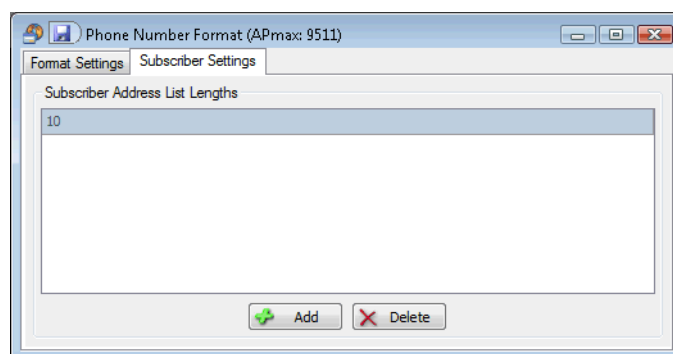 Phone Number Format (APmax: 9511)
Format Settings Subscriber Settings
Subscriber Address List Lengths
10
Add Delete